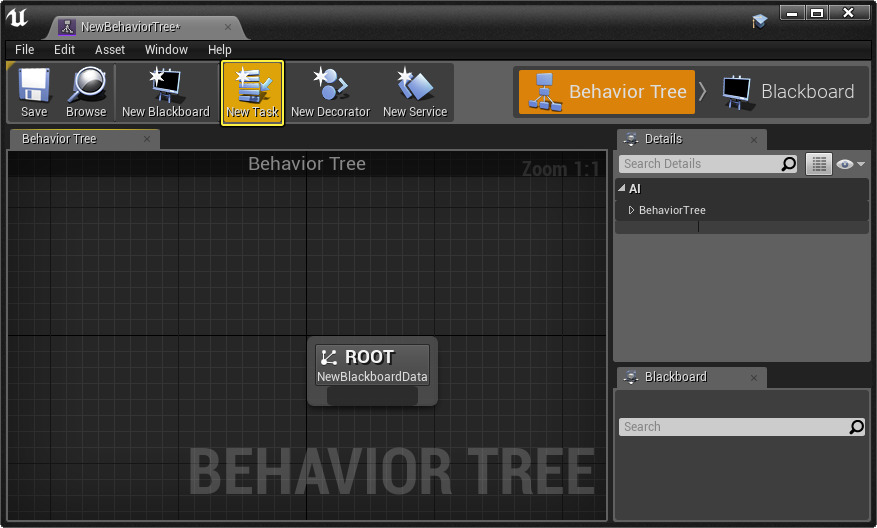 NewBehaviorTree*
File Edit Asset Window Help
Save Browse New Blackboard New Task New Decorator New Service
Behavior Tree Blackboard
Behavior Tree
Behavior Tree
Zoom 1:1
ROOT
NewBlackboardData
BEHAVIOR TREE
Details
Search Details
AI
BehaviorTree
Blackboard
Search